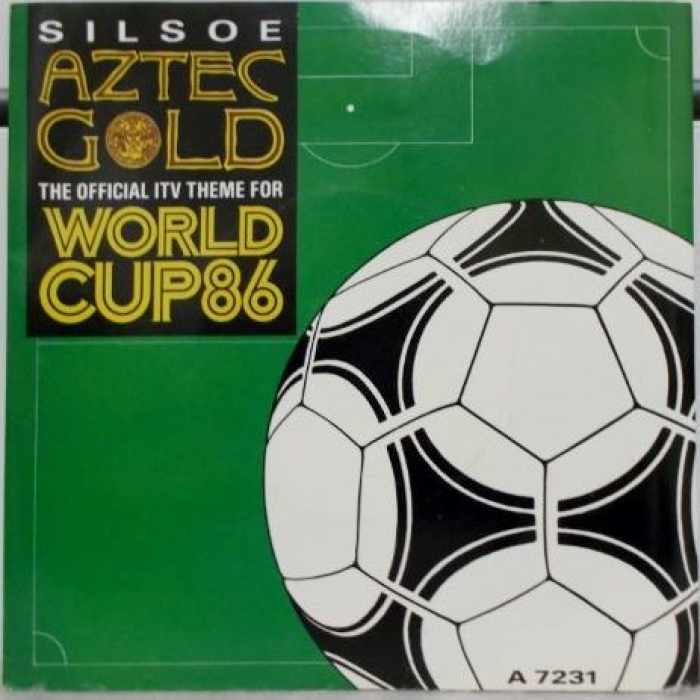 SILSOE
AZTEC
GOLD
THE OFFICIAL ITV THEME FOR
WORLD
CUP86
A 7231